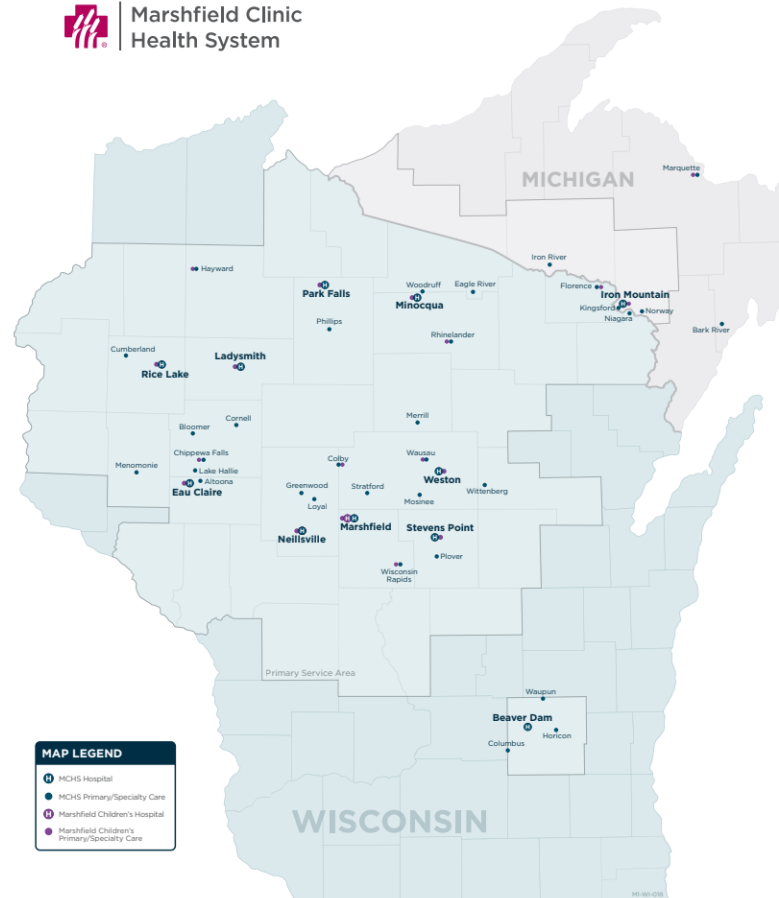 Marshfield Clinic
Health System
MICHIGAN
Marquette
Iron River
Hayward
Park Falls
Woodruff
Eagle River
Minocqua
Florence
Iron Mountain
Kingsford
Norway
Niagara
Bark River
Phillips
Rhinelander
Cumberland
Rice Lake
Ladysmith
Bloomer
Cornell
Merrill
Chippewa Falls
Menomonie
Lake Hallie
Altoona
Eau Claire
Colby
Wausau
Weston
Greenwood
Stratford
Wittenberg
Loyal
Mosinee
Marshfield
Stevens Point
Neillsville
Plover
Wisconsin
Rapids
Primary Service Area
Waupun
Beaver Dam
Horicon
Columbus
MAP LEGEND
H MCHS Hospital
MCHS Primary/Specialty Care
H Marshfield Children's Hospital
Marshfield Children's
Primary/Specialty Care
WISCONSIN
MI-WI-018